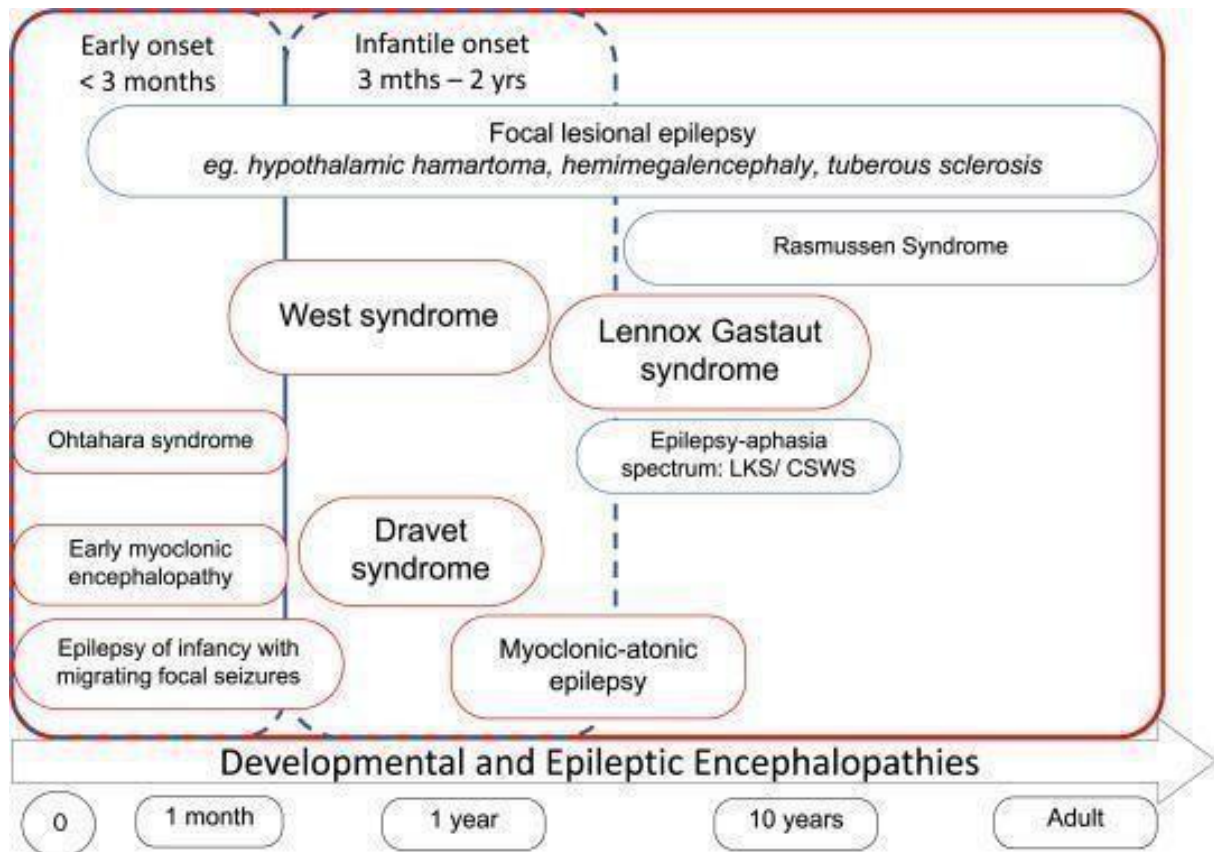 Early onset
< 3 months
Infantile onset
3 mths – 2 yrs
Focal lesional epilepsy
eg. hypothalamic hamartoma, hemimegalencephaly, tuberous sclerosis
Rasmussen Syndrome
West syndrome
Lennox Gastaut
syndrome
Ohtahara syndrome
Epilepsy-aphasia
spectrum: LKS/ CSWS
Early myoclonic
encephalopathy
Dravet
syndrome
Epilepsy of infancy with
migrating focal seizures
Myoclonic-atonic
epilepsy
Developmental and Epileptic Encephalopathies
0
1 month
1 year
10 years
Adult